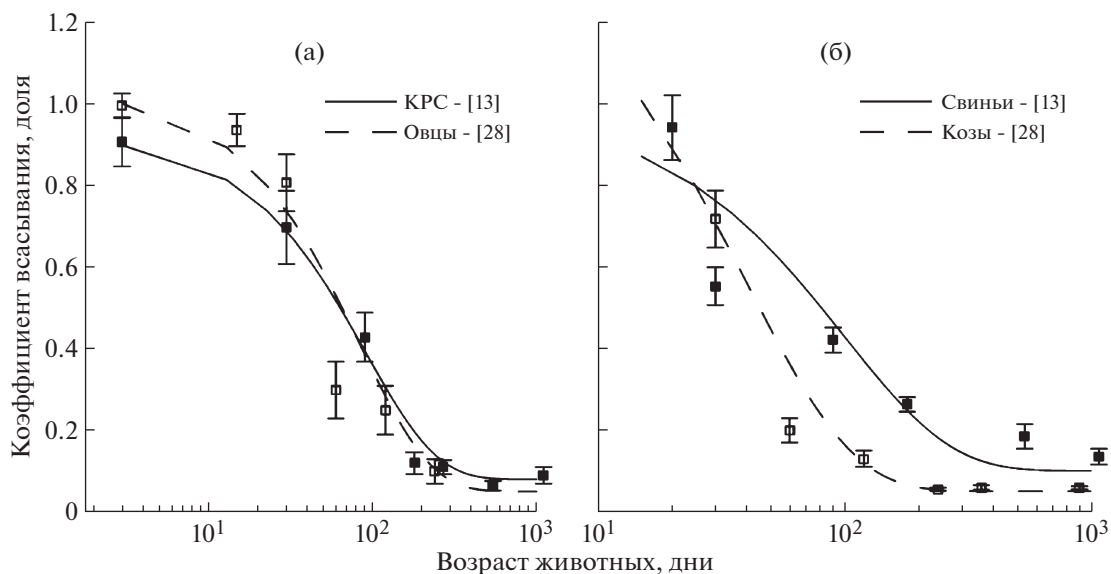 1.2
1.0
0.8
0.6
0.4
0.2
0
Коэффициент всасывания, доля
(а)
КРС - [13]
Овцы - [28]
(б)
Свиньи - [13]
Козы - [28]
10¹ 10² 10³ 10¹ 10² 10³
Возраст животных, дни